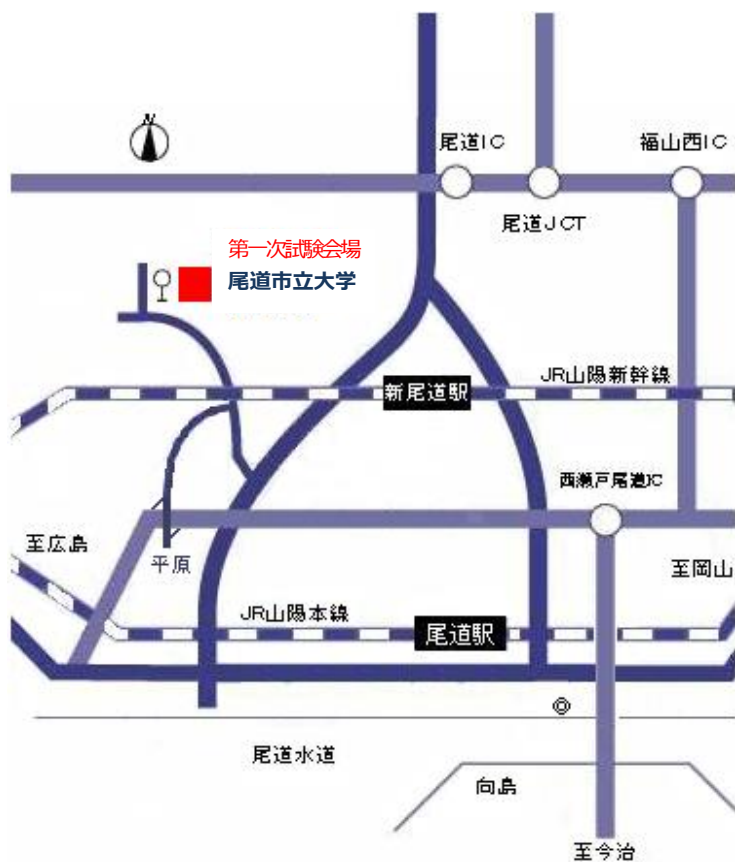 N
尾道IC
福山西IC
尾道JCT
第一次試験会場
尾道市立大学
JR山陽新幹線
新尾道駅
西瀬戸尾道IC
至広島
平原
至岡山
JR山陽本線
尾道駅
尾道水道
向島
至今治